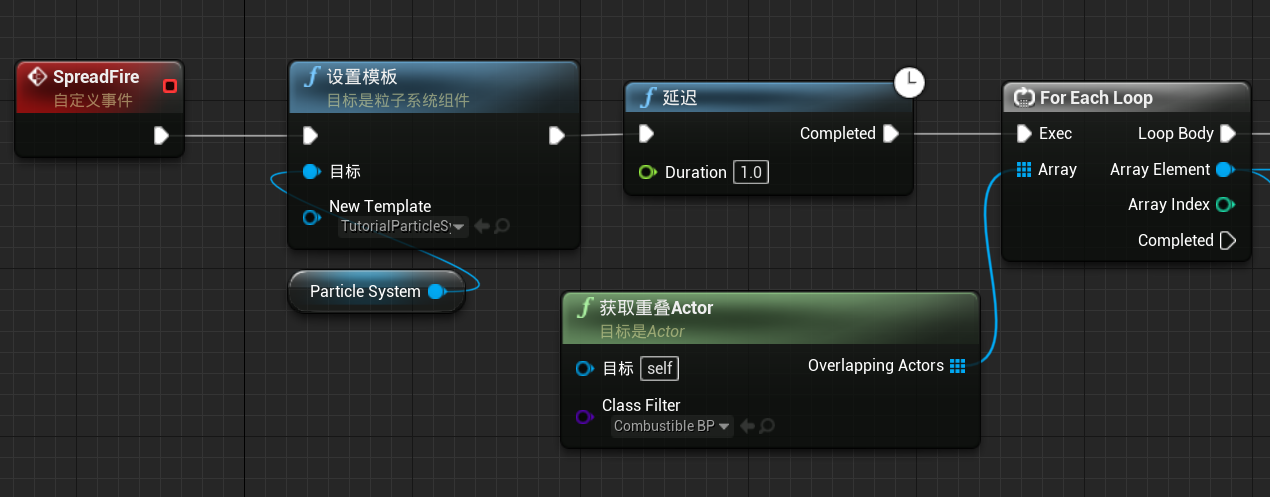 SpreadFire
自定义事件
设置模板
目标是粒子系统组件
目标
New Template
TutorialParticleSy
Particle System
延迟
Completed
Duration 1.0
For Each Loop
Exec Loop Body
Array Array Element
Array Index
Completed
获取重叠Actor
目标是Actor
目标 self Overlapping Actors
Class Filter
Combustible BP